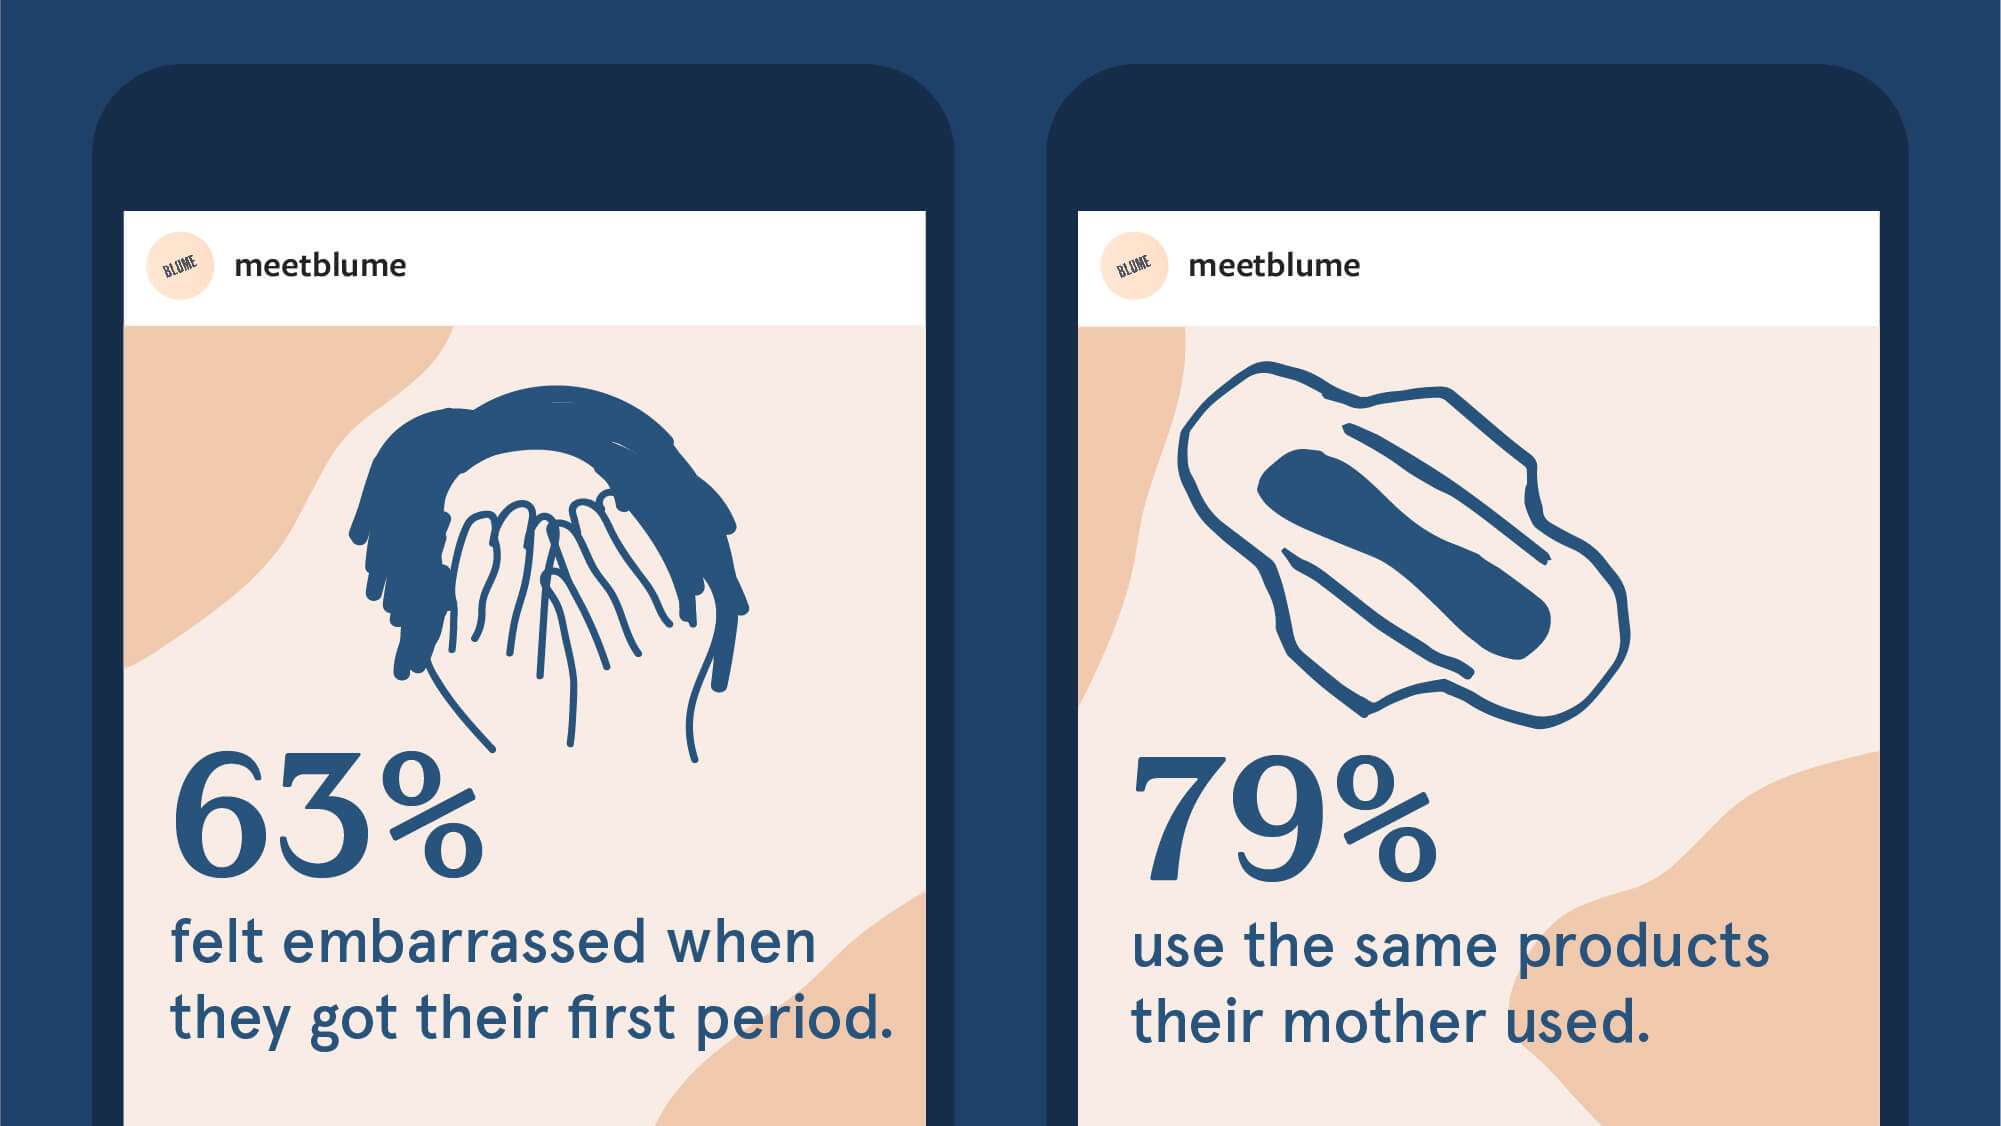 BLUME
meetblume
63%
felt embarrassed when
they got their first period.
BLUME
meetblume
79%
use the same products
their mother used.